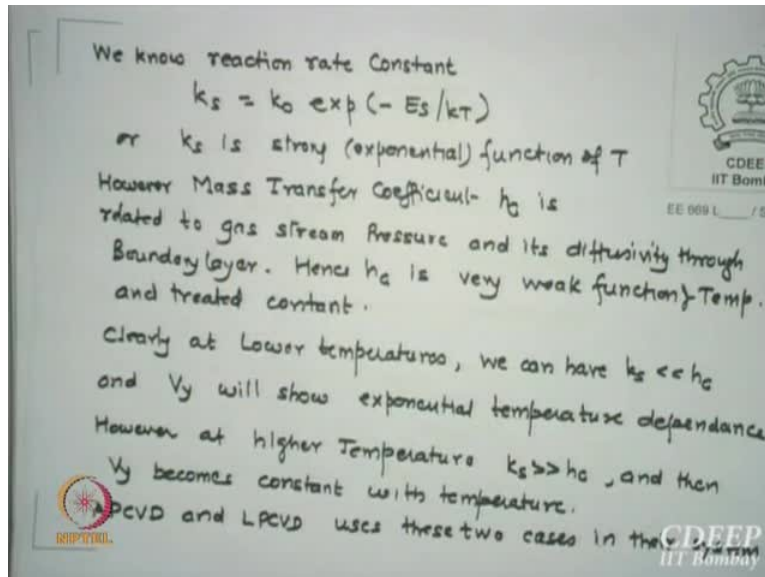 We know reaction rate Constant
ks = ko exp(- Es/kT)
or ks is strong (exponential) function of T
However Mass Transfer Coefficient hG is
related to gas stream Pressure and its diffusivity through
Boundary layer. Hence hG is very weak function of Temp.
and treated constant.
Clearly at Lower temperatures, we can have ks << hG
and Vy will show exponential temperature dependance
However at higher Temperature ks >> hG, and then
Vy becomes constant with temperature.
APCVD and LPCVD uses these two cases in their system
CDEE
IIT Bom
EE 669 L / S
NPTEL
CDEEP
IIT Bombay